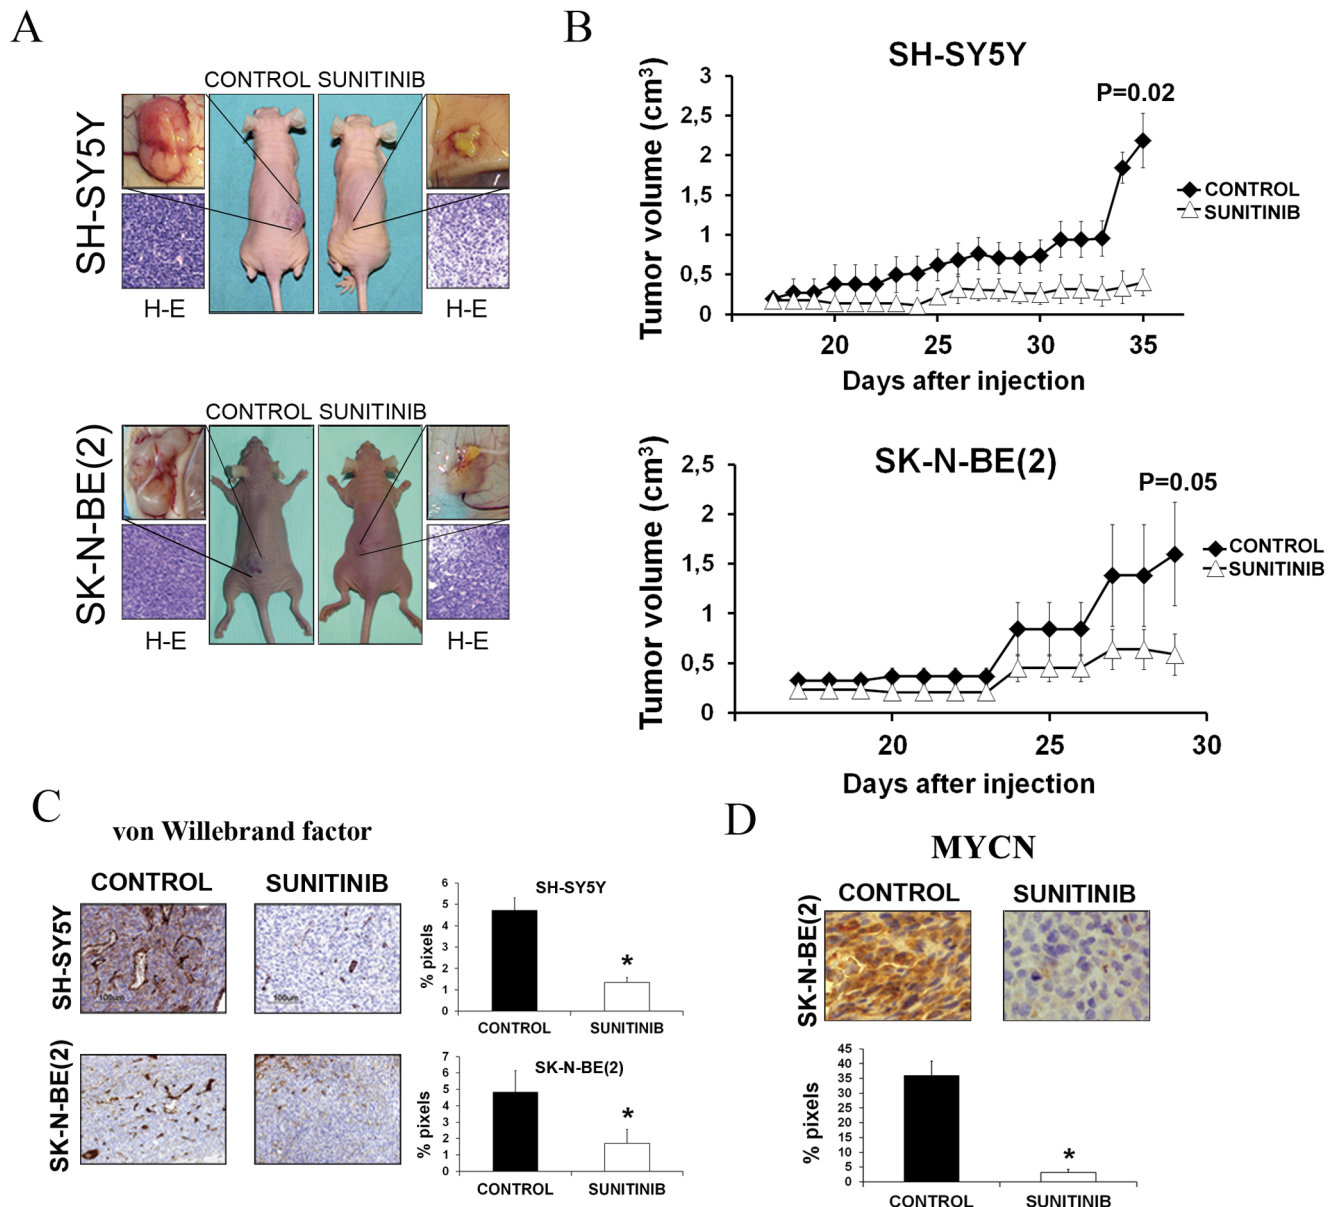 A
CONTROL SUNITINIB
SH-SY5Y
H-E
H-E
CONTROL SUNITINIB
SK-N-BE(2)
H-E
H-E
B
SH-SY5Y
Tumor volume (cm³)
3
2,5
2
1,5
1
0,5
0
P=0.02
CONTROL
SUNITINIB
20 25 30 35
Days after injection
SK-N-BE(2)
Tumor volume (cm³)
2,5
2
1,5
1
0,5
0
P=0.05
CONTROL
SUNITINIB
20 25 30
Days after injection
C
von Willebrand factor
CONTROL SUNITINIB
SH-SY5Y
100um
100um
SH-SY5Y
% pixels
6
5
4
3
2
1
0
*
CONTROL SUNITINIB
SK-N-BE(2)
SK-N-BE(2)
% pixels
7
6
5
4
3
2
1
0
*
CONTROL SUNITINIB
D
MYCN
CONTROL SUNITINIB
SK-N-BE(2)
% pixels
45
40
35
30
25
20
15
10
5
0
*
CONTROL SUNITINIB